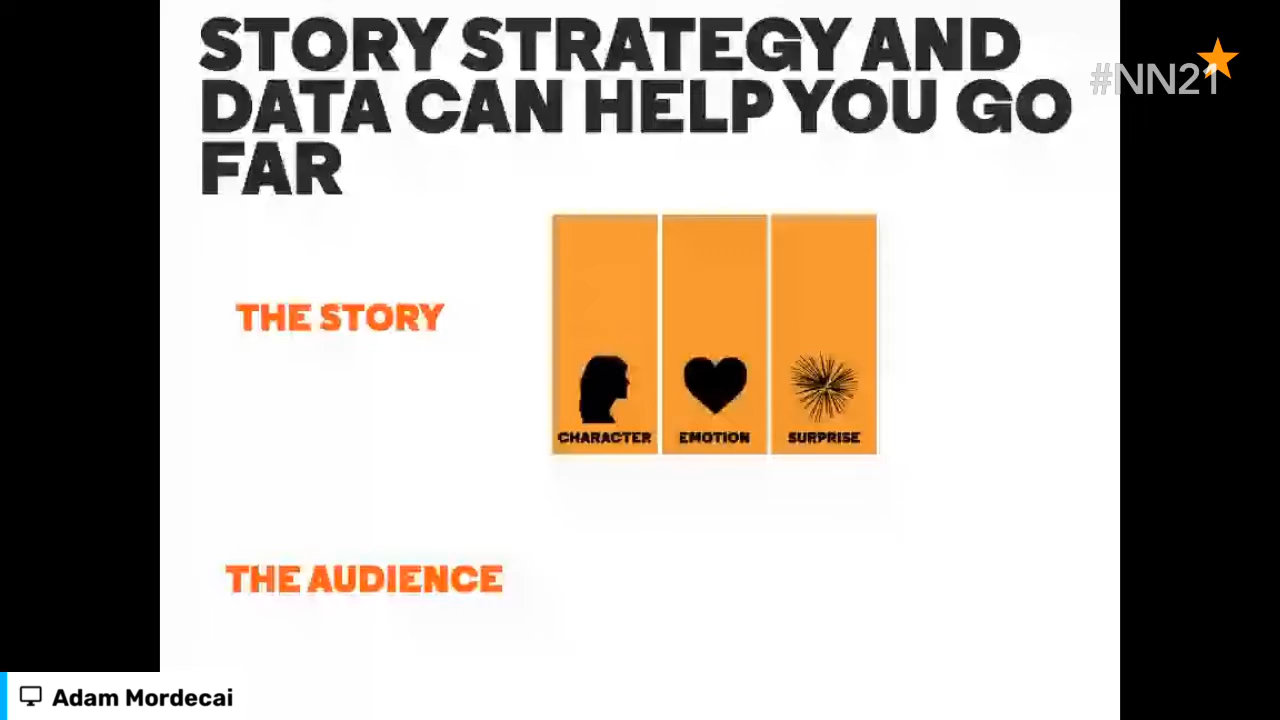 STORY STRATEGY AND
DATA CAN HELP YOU GO
FAR
#NN21
THE STORY
CHARACTER
EMOTION
SURPRISE
THE AUDIENCE
Adam Mordecai